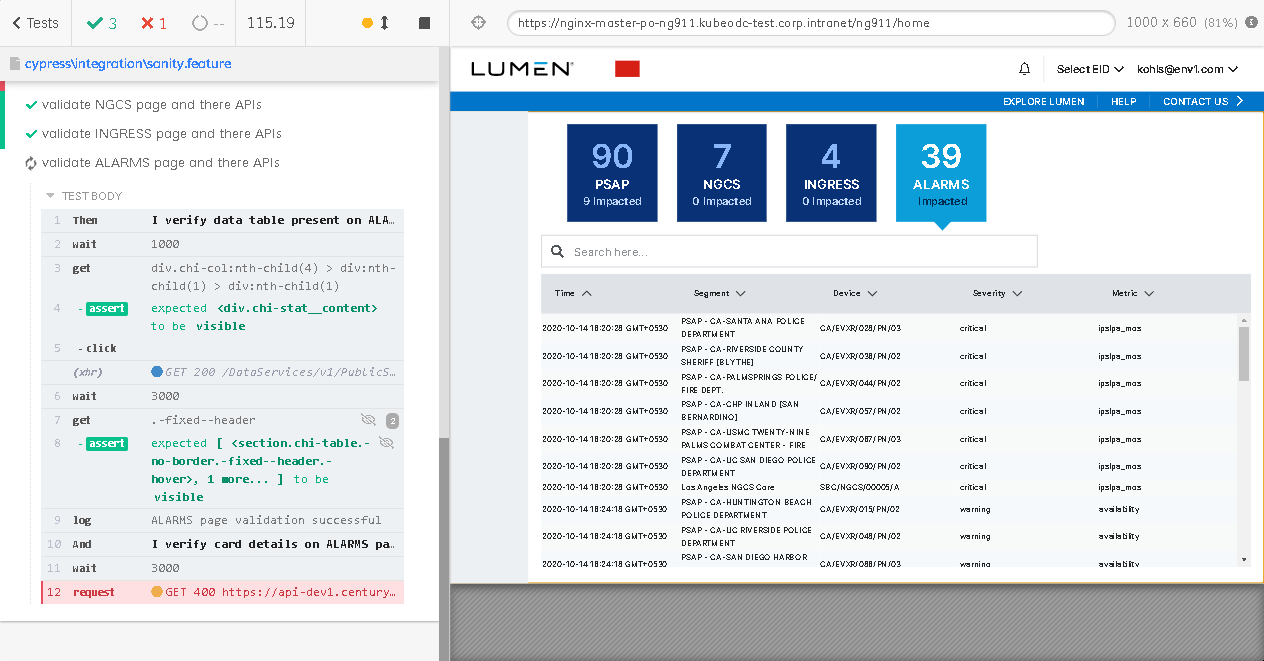 Tests
3
1
--
115.19
https://nginx-master-po-ng911.kubeodc-test.corp.intranet/ng911/home
1000 x 660 (81%)
cypress\integration\sanity.feature
validate NGCS page and there APIs
validate INGRESS page and there APIs
validate ALARMS page and there APIs
TEST BODY
1 Then I verify data table present on ALA…
2 wait 1000
3 get div.chi-col:nth-child(4) > div:nth-
child(1) > div:nth-child(1)
4 - assert expected <div.chi-stat__content>
to be visible
5 - click
(xhr) GET 200 /DataServices/v1/PublicS…
6 wait 3000
7 get .-fixed--header 2
8 - assert expected [ <section.chi-table.-
no-border.-fixed--header.-
hover>, 1 more... ] to be
visible
9 log ALARMS page validation successful
10 And I verify card details on ALARMS pa…
11 wait 3000
12 request GET 400 https://api-dev1.century…
LUMEN
Select EID
kohls@env1.com
EXPLORE LUMEN
HELP
CONTACT US
90
PSAP
9 Impacted
7
NGCS
0 Impacted
4
INGRESS
0 Impacted
39
ALARMS
Impacted
Search here...
Time Segment Device Severity Metric
2020-10-14 16:20:28 GMT+0530 PSAP - CA-SANTA ANA POLICE DEPARTMENT CA/EVXR/028/PN/03 critical ipslpa_mos
2020-10-14 16:20:28 GMT+0530 PSAP - CA-RIVERSIDE COUNTY SHERIFF [BLYTHE] CA/EVXR/038/PN/02 critical ipslpa_mos
2020-10-14 16:20:28 GMT+0530 PSAP - CA-PALMSPRINGS POLICE/ FIRE DEPT. CA/EVXR/044/PN/02 critical ipslpa_mos
2020-10-14 16:20:28 GMT+0530 PSAP - CA-CHP INLAND [SAN BERNARDINO] CA/EVXR/057/PN/02 critical ipslpa_mos
2020-10-14 16:20:28 GMT+0530 PSAP - CA-USMC TWENTY-NINE PALMS COMBAT CENTER - FIRE CA/EVXR/087/PN/03 critical ipslpa_mos
2020-10-14 16:20:28 GMT+0530 PSAP - CA-UC SAN DIEGO POLICE DEPARTMENT CA/EVXR/090/PN/02 critical ipslpa_mos
2020-10-14 16:20:28 GMT+0530 Los Angeles NGCS Core SBC/NGCS/00005/A critical ipslpa_mos
2020-10-14 16:24:18 GMT+0530 PSAP - CA-HUNTINGTON BEACH POLICE DEPARTMENT CA/EVXR/015/PN/02 warning availability
2020-10-14 16:24:18 GMT+0530 PSAP - CA-UC RIVERSIDE POLICE DEPARTMENT CA/EVXR/048/PN/02 warning availability
2020-10-14 16:24:18 GMT+0530 PSAP - CA-SAN DIEGO HARBOR CA/EVXR/088/PN/03 warning availability